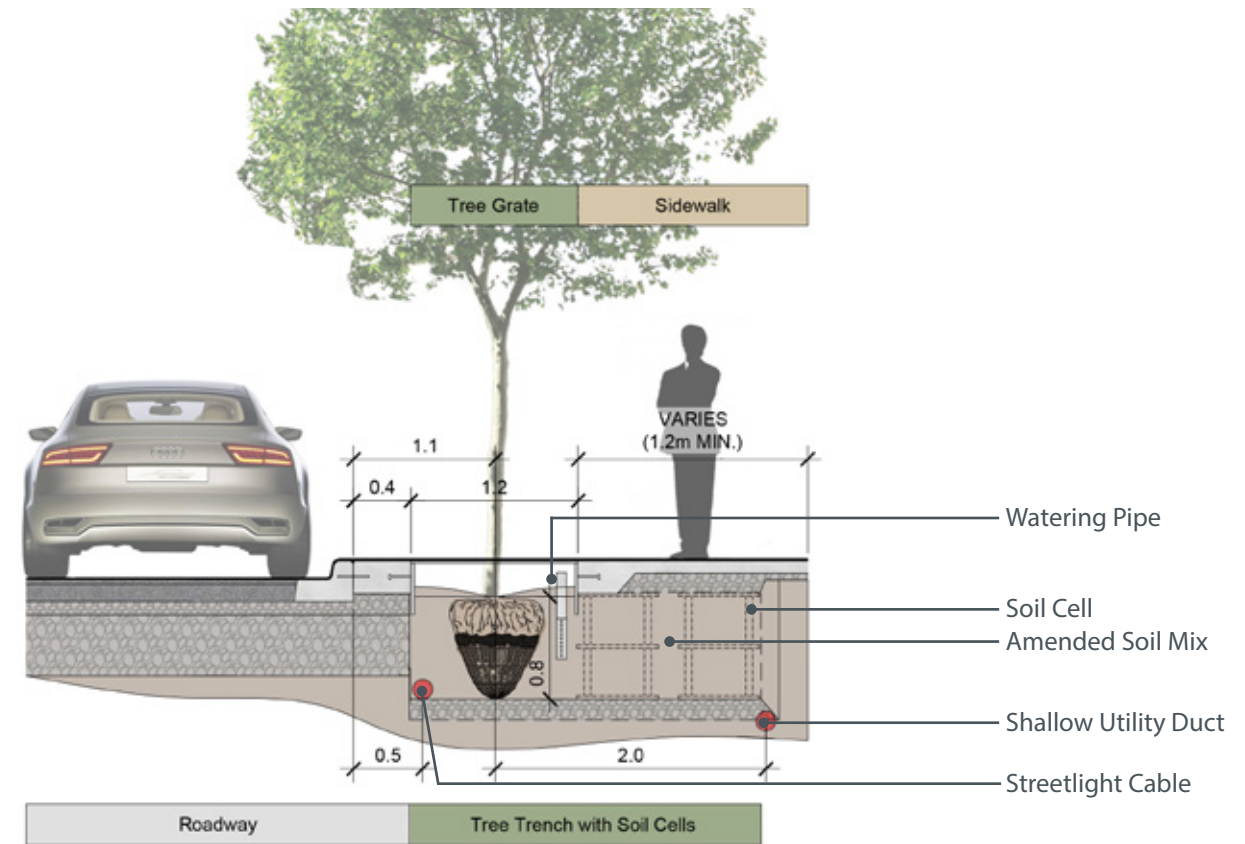 Tree Grate
Sidewalk
VARIES
(1.2m MIN.)
1.1
0.4
1.2
Watering Pipe
Soil Cell
Amended Soil Mix
0.8
Shallow Utility Duct
0.5
2.0
Streetlight Cable
Roadway
Tree Trench with Soil Cells